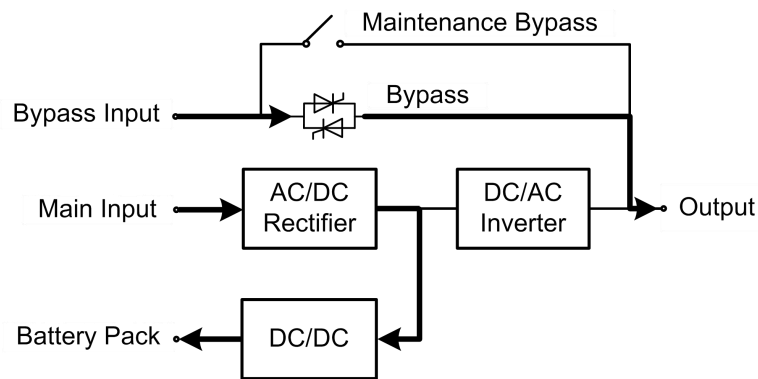 Maintenance Bypass
Bypass
Bypass Input
AC/DC
Rectifier
DC/AC
Inverter
Main Input
Output
Battery Pack
DC/DC